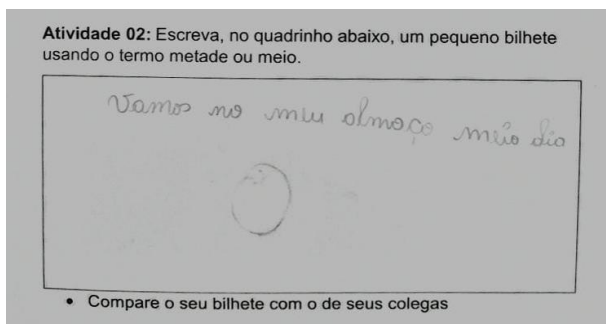 Atividade 02: Escreva, no quadrinho abaixo, um pequeno bilhete
usando o termo metade ou meio.
Vamos no meu almoço meio dia
• Compare o seu bilhete com o de seus colegas